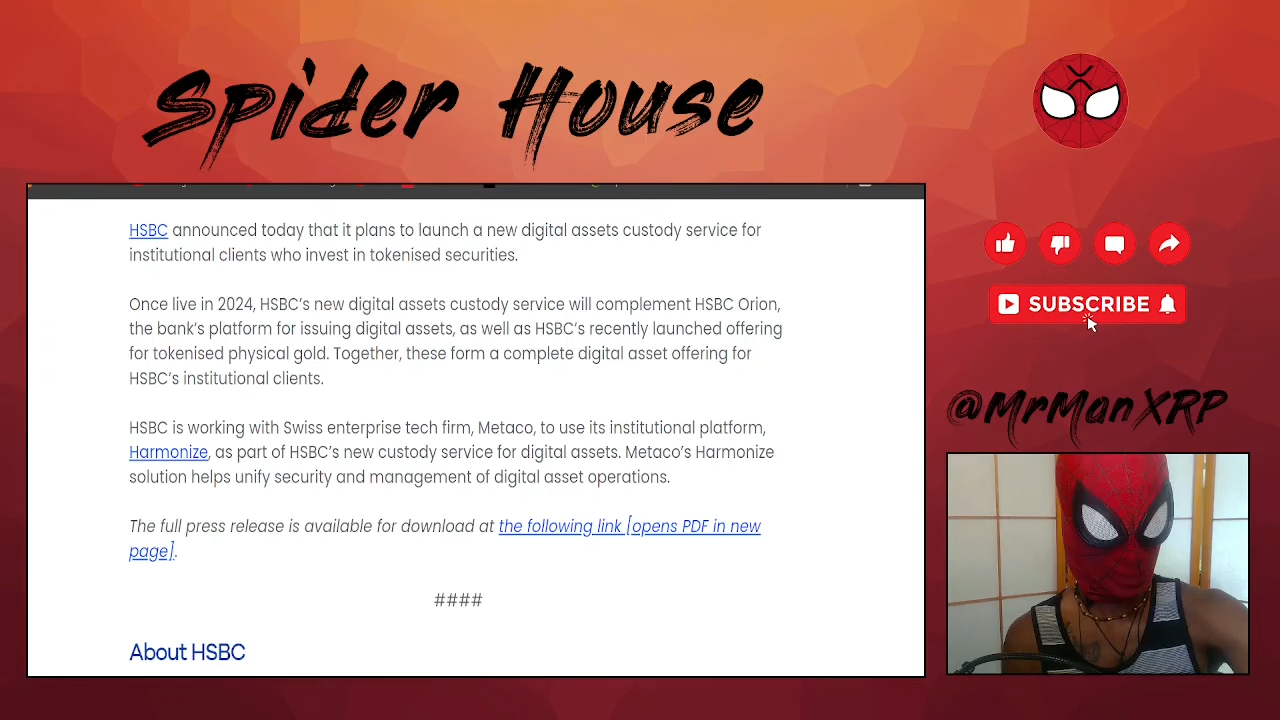 Spider House
HSBC announced today that it plans to launch a new digital assets custody service for
institutional clients who invest in tokenised securities.
Once live in 2024, HSBC's new digital assets custody service will complement HSBC Orion,
the bank's platform for issuing digital assets, as well as HSBC's recently launched offering
for tokenised physical gold. Together, these form a complete digital asset offering for
HSBC's institutional clients.
HSBC is working with Swiss enterprise tech firm, Metaco, to use its institutional platform,
Harmonize, as part of HSBC's new custody service for digital assets. Metaco's Harmonize
solution helps unify security and management of digital asset operations.
The full press release is available for download at the following link [opens PDF in new
page].
####
About HSBC
SUBSCRIBE
@MrManXRP